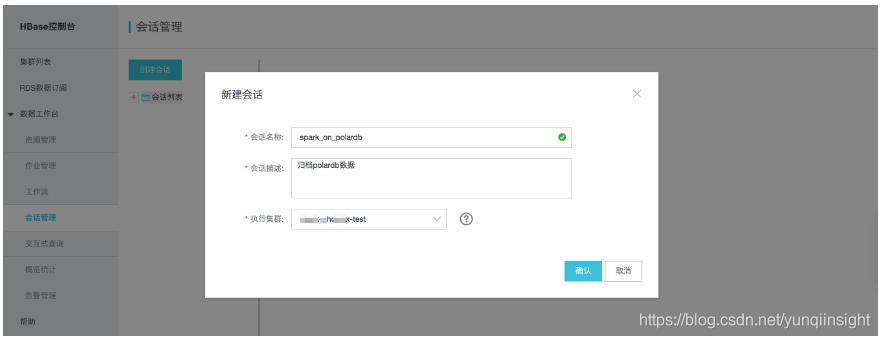 HBase控制台
会话管理
集群列表
RDS数据订阅
数据工作台
资源管理
作业管理
工作流
会话管理
交互式查询
概览统计
告警管理
帮助
创建会话
会话列表
新建会话
* 会话名称: spark_on_polardb
* 会话描述: 归档polardb数据
* 执行集群: x-test
确认 取消
https://blog.csdn.net/yunqiinsight